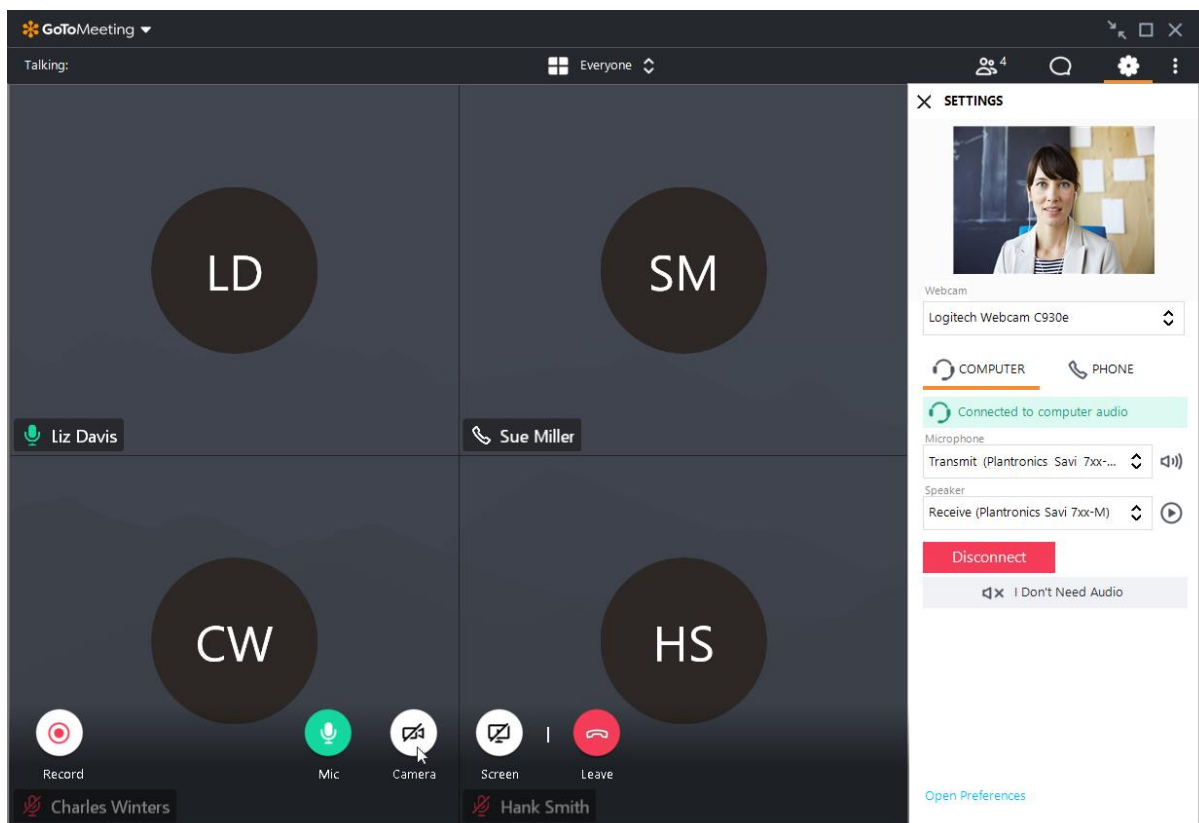 GoToMeeting
Talking:
Everyone
4
LD
Liz Davis
SM
Sue Miller
CW
Charles Winters
HS
Hank Smith
Record
Mic
Camera
Screen
Leave
SETTINGS
Webcam
Logitech Webcam C930e
COMPUTER PHONE
Connected to computer audio
Microphone
Transmit (Plantronics Savi 7xx-...
Speaker
Receive (Plantronics Savi 7xx-M)
Disconnect
I Don't Need Audio
Open Preferences